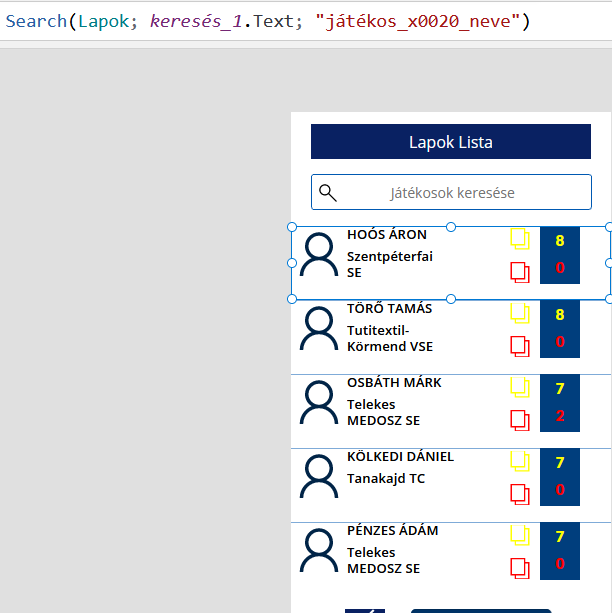 Search(Lapok; keresés_1.Text; "játékos_x0020_neve")
Lapok Lista
Játékosok keresése
HOÓS ÁRON
8
Szentpéterfai
SE
0
TÖRŐ TAMÁS
8
Tutitextil-
Körmend VSE
0
OSBÁTH MÁRK
7
Telekes
MEDOSZ SE
2
KÖLKEDI DÁNIEL
7
Tanakajd TC
0
PÉNZES ÁDÁM
7
Telekes
MEDOSZ SE
0